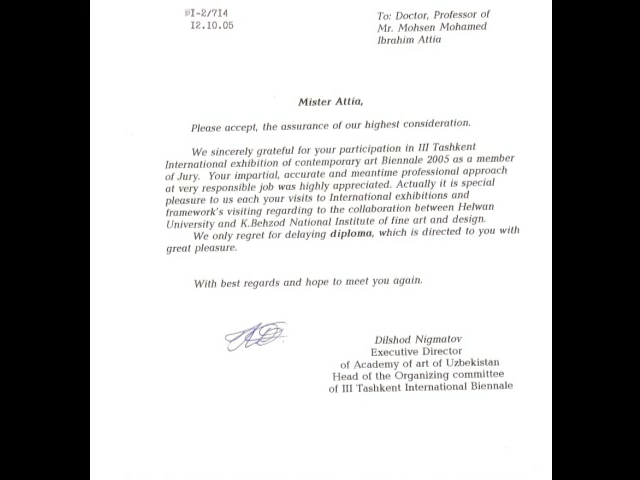 I-2/714
12.10.05
To: Doctor, Professor of
Mr. Mohsen Mohamed
Ibrahim Attia
Mister Attia,
Please accept, the assurance of our highest consideration.
We sincerely grateful for your participation in III Tashkent
International exhibition of contemporary art Biennale 2005 as a member
of Jury. Your impartial, accurate and meantime professional approach
at very responsible job was highly appreciated. Actually it is special
pleasure to us each your visits to International exhibitions and
framework's visiting regarding to the collaboration between Helwan
University and K.Behzod National Institute of fine art and design.
We only regret for delaying diploma, which is directed to you with
great pleasure.
With best regards and hope to meet you again.
Dilshod Nigmatov
Executive Director
of Academy of art of Uzbekistan
Head of the Organizing committee
of III Tashkent International Biennale